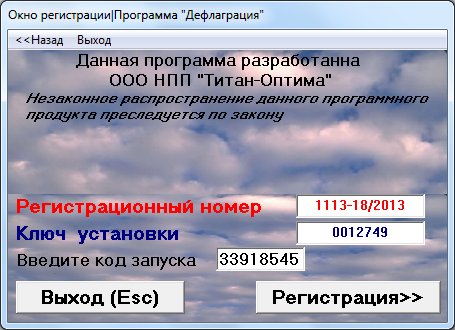 Окно регистрации|Программа "Дефлаграция"
<<Назад Выход
Данная программа разработанна
ООО НПП "Титан-Оптима"
Незаконное распространение данного программного
продукта преследуется по закону
Регистрационный номер 1113-18/2013
Ключ установки 0012749
Введите код запуска 33918545
Выход (Esc) Регистрация>>